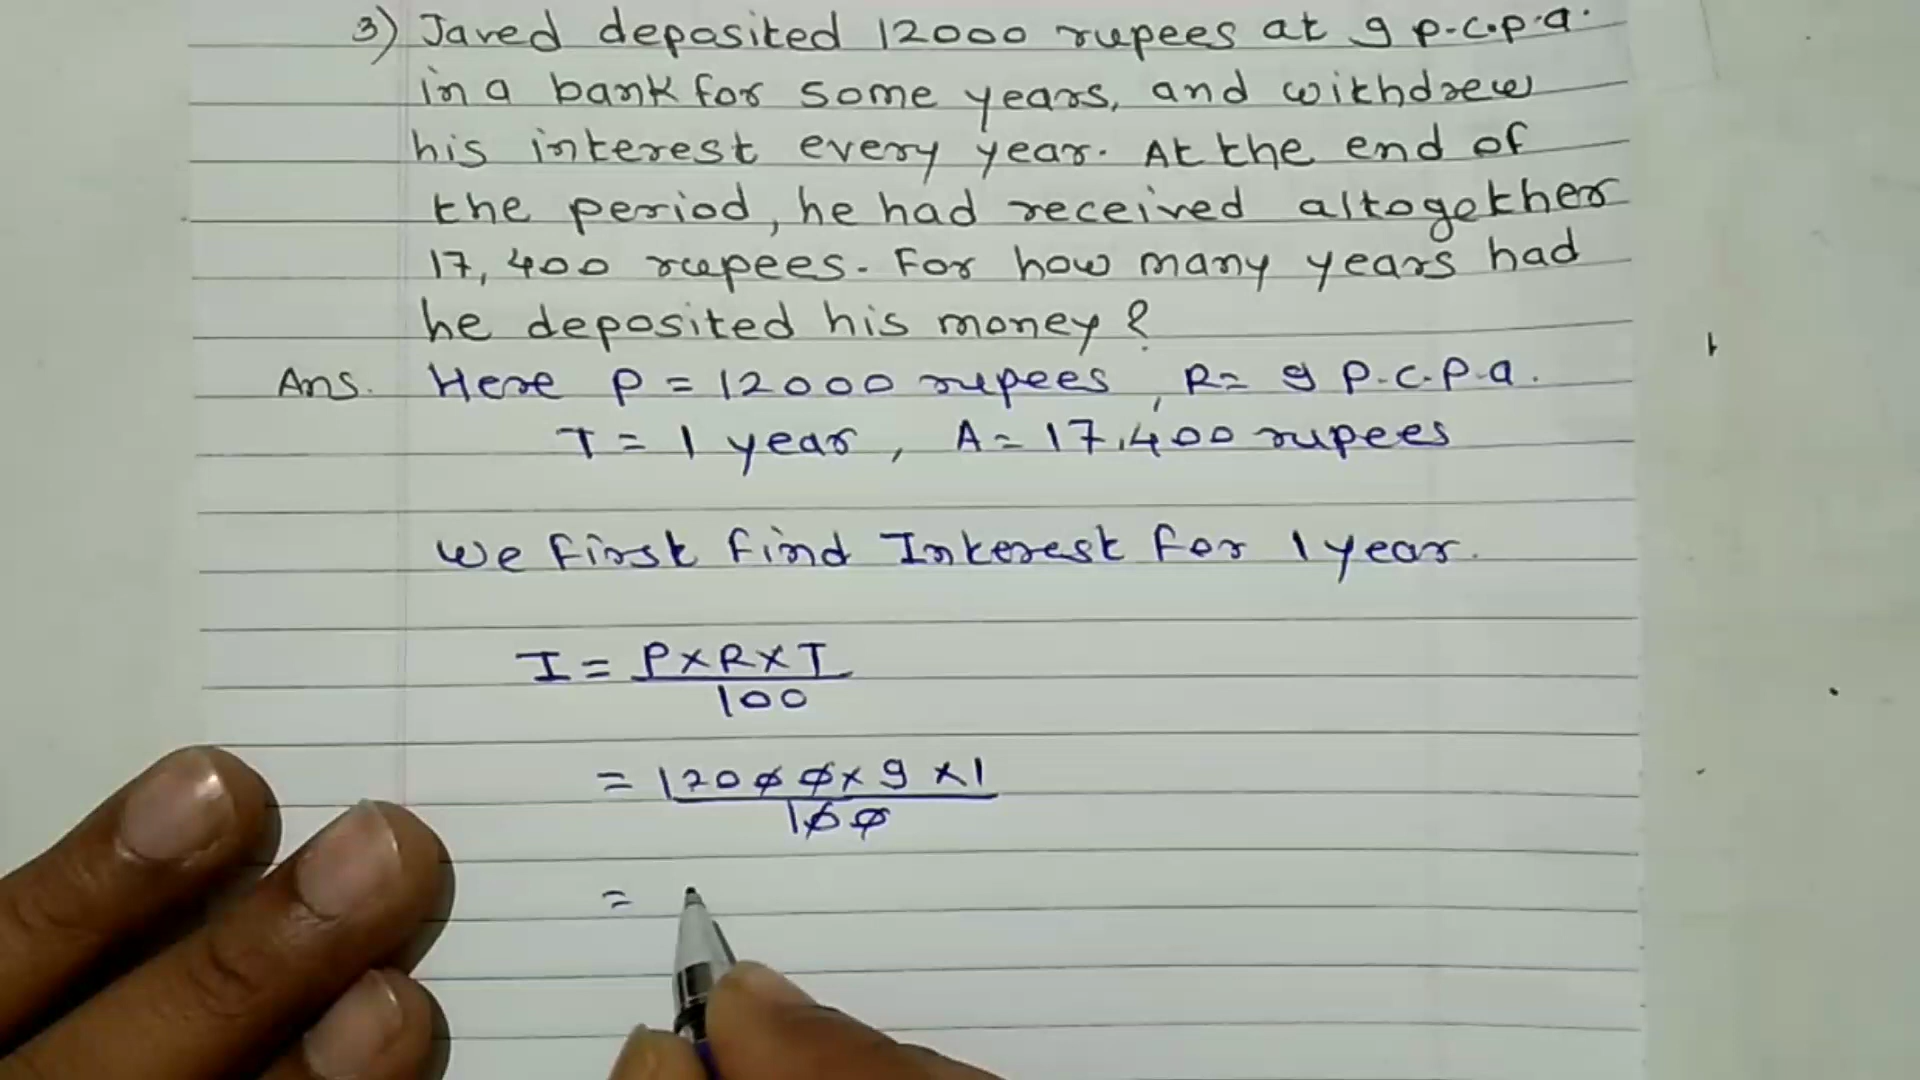 3) Javed deposited 12000 rupees at 9 p.c.p.a.
in a bank for some years, and withdrew
his interest every year. At the end of
the period, he had received altogether
17,400 rupees. For how many years had
he deposited his money?
Ans. Here P = 12000 rupees, R = 9 P.C.P.a.
T = 1 year, A = 17,400 rupees
We first find Interest for 1 year.
I = P×R×T
100
= 12000×9×1
100
=